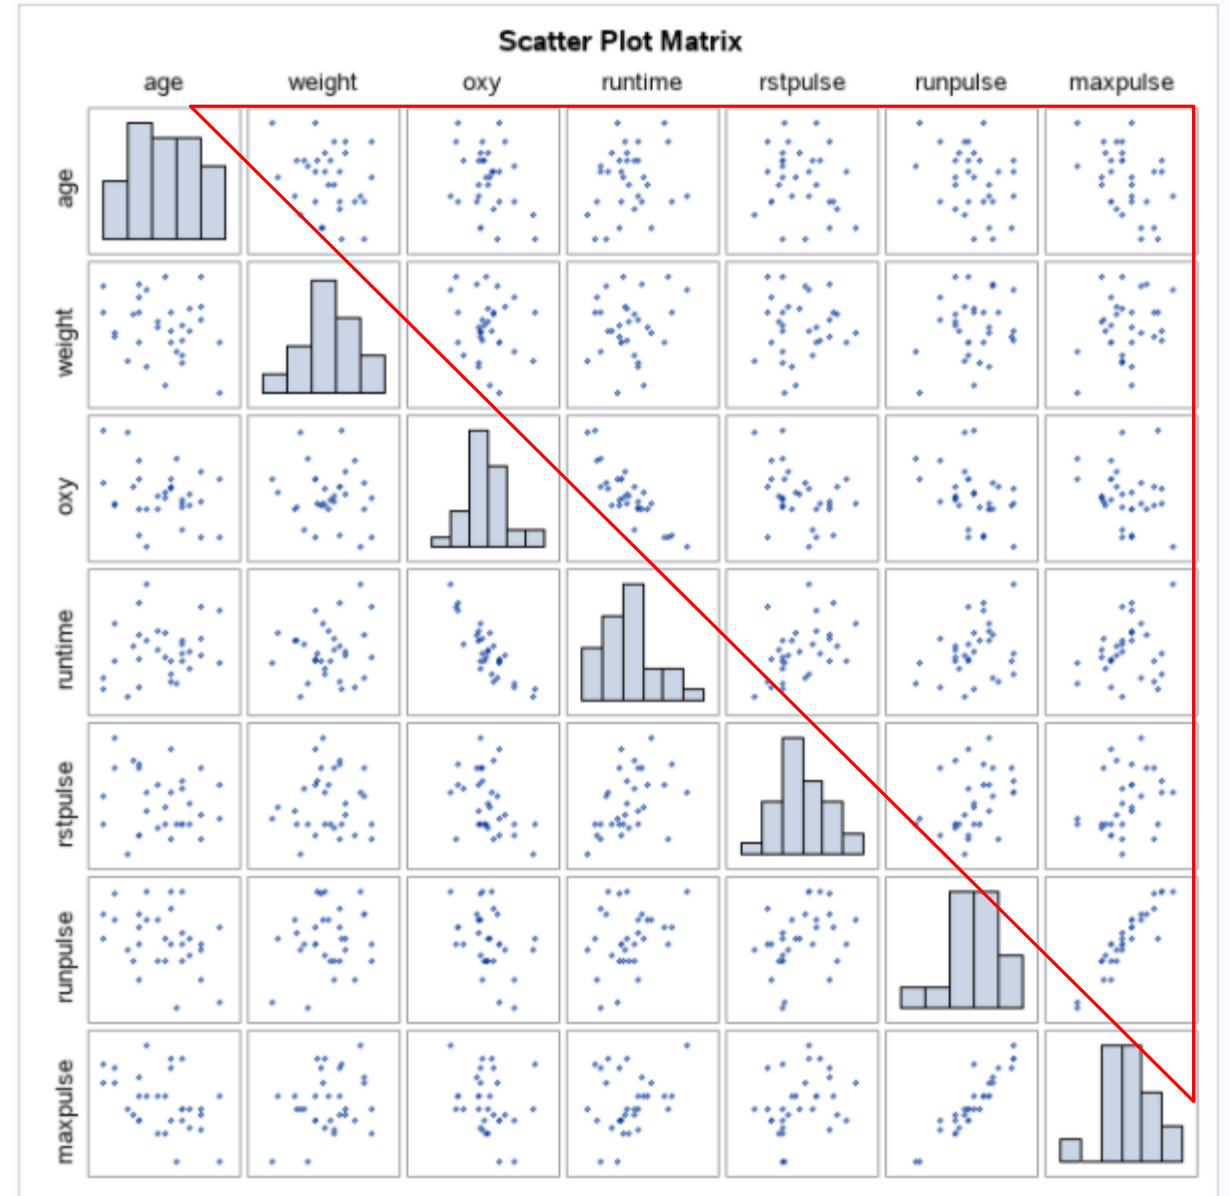 Scatter Plot Matrix
age weight oxy runtime rstpulse runpulse maxpulse
age
weight
oxy
runtime
rstpulse
runpulse
maxpulse